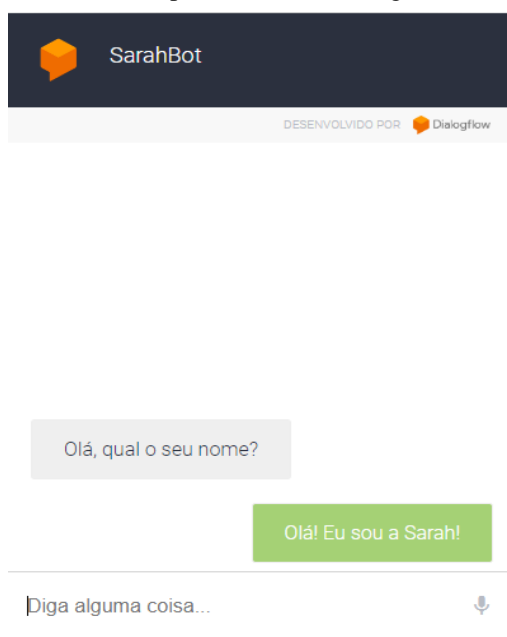 SarahBot
DESENVOLVIDO POR Dialogflow
Olá, qual o seu nome?
Olá! Eu sou a Sarah!
Diga alguma coisa...